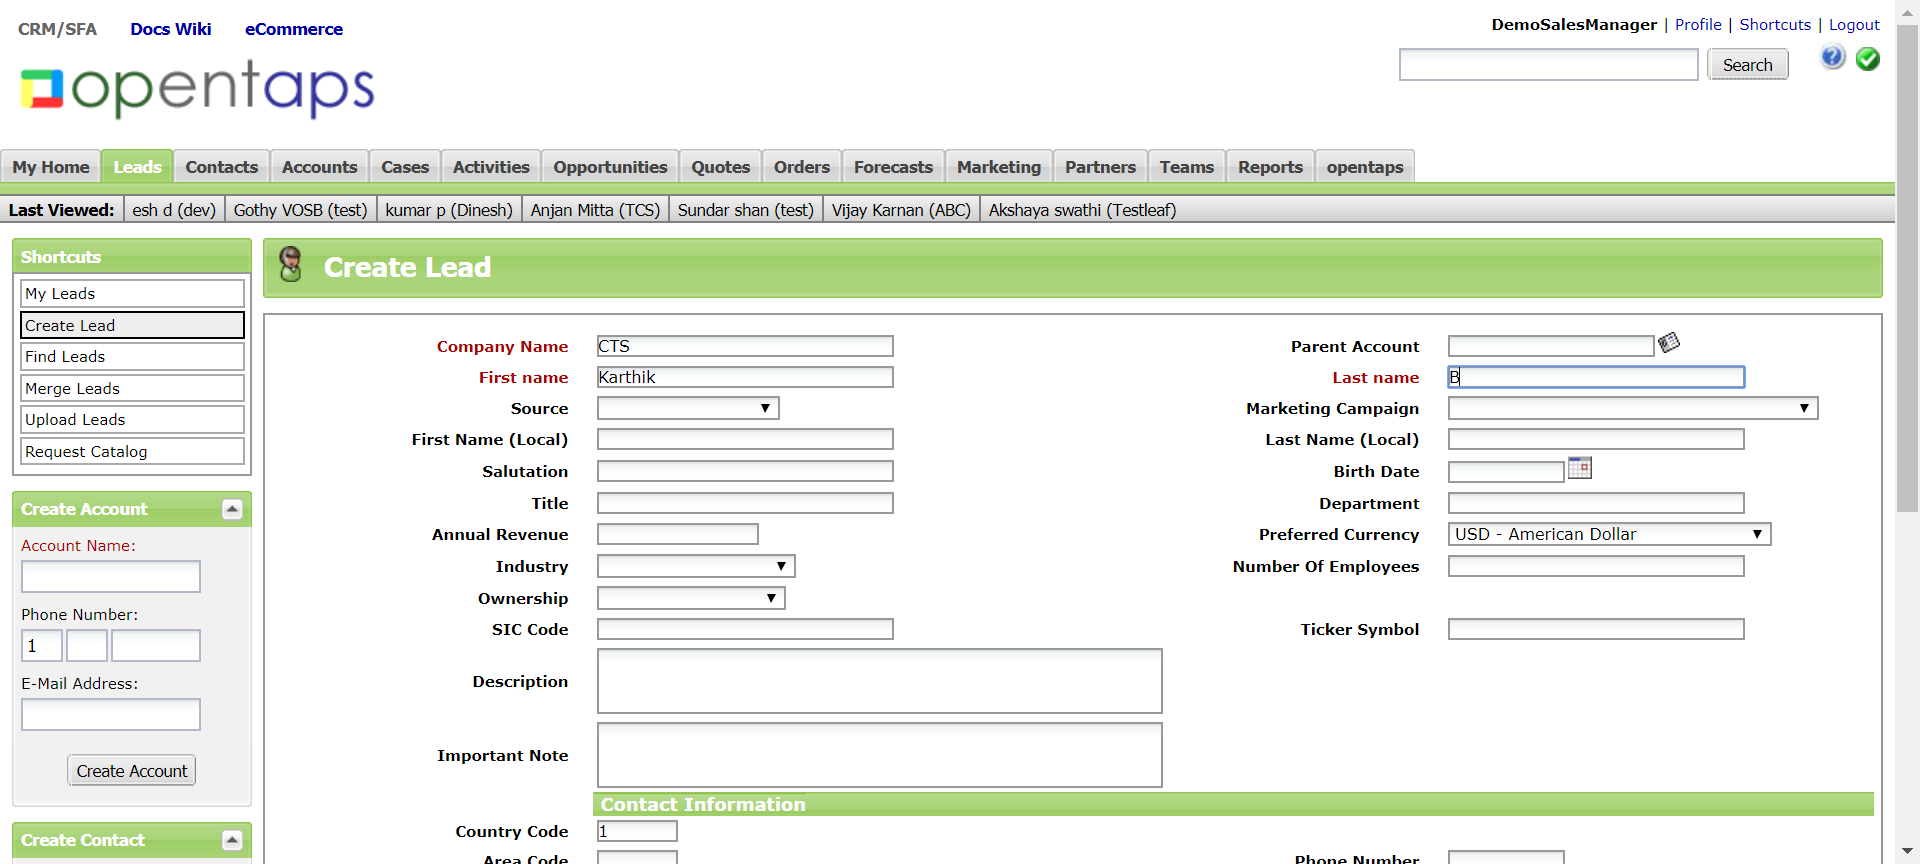 CRM/SFA Docs Wiki eCommerce
DemoSalesManager | Profile | Shortcuts | Logout
opentaps
Search
My Home Leads Contacts Accounts Cases Activities Opportunities Quotes Orders Forecasts Marketing Partners Teams Reports opentaps
Last Viewed: esh d (dev) Gothy VOSB (test) kumar p (Dinesh) Anjan Mitta (TCS) Sundar shan (test) Vijay Karnan (ABC) Akshaya swathi (Testleaf)
Shortcuts
My Leads
Create Lead
Find Leads
Merge Leads
Upload Leads
Request Catalog
Create Account
Account Name:
Phone Number:
1
E-Mail Address:
Create Account
Create Contact
Create Lead
Company Name CTS Parent Account
First name Karthik Last name B
Source Marketing Campaign
First Name (Local) Last Name (Local)
Salutation Birth Date
Title Department
Annual Revenue Preferred Currency USD - American Dollar
Industry Number Of Employees
Ownership
SIC Code Ticker Symbol
Description
Important Note
Contact Information
Country Code 1
Area Code Phone Number